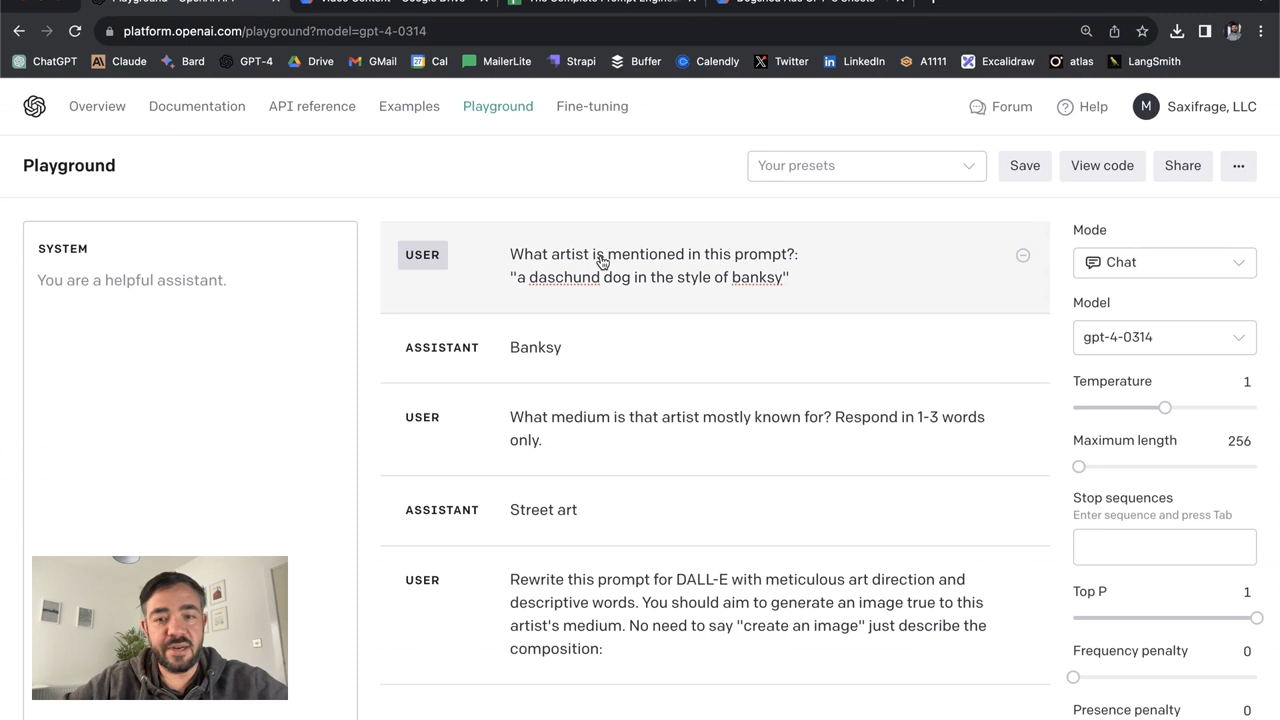 platform.openai.com/playground?model=gpt-4-0314
ChatGPT Claude Bard GPT-4 Drive GMail Cal MailerLite Strapi Buffer Calendly Twitter LinkedIn A1111 Excalidraw atlas LangSmith
Overview Documentation API reference Examples Playground Fine-tuning Forum Help M Saxifrage, LLC
Playground Your presets Save View code Share ...
SYSTEM
You are a helpful assistant.
USER What artist is mentioned in this prompt?:
"a daschund dog in the style of banksy"
ASSISTANT Banksy
USER What medium is that artist mostly known for? Respond in 1-3 words
only.
ASSISTANT Street art
USER Rewrite this prompt for DALL-E with meticulous art direction and
descriptive words. You should aim to generate an image true to this
artist's medium. No need to say "create an image" just describe the
composition:
Mode
Chat
Model
gpt-4-0314
Temperature 1
Maximum length 256
Stop sequences
Enter sequence and press Tab
Top P 1
Frequency penalty 0
Presence penalty 0